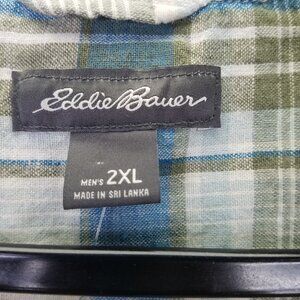 Eddie Bauer
MEN'S 2XL
MADE IN SRI LANKA